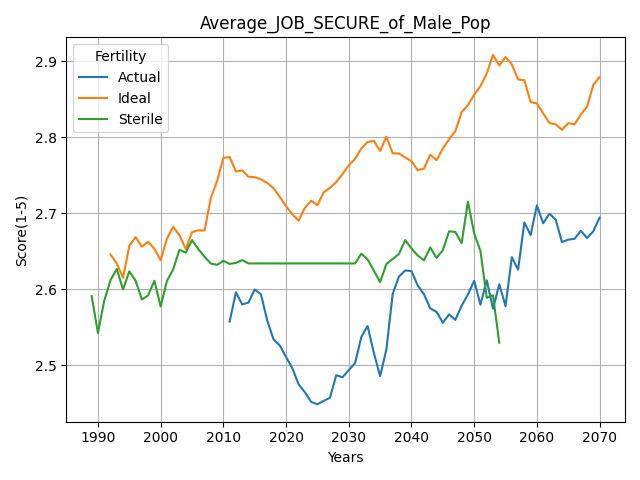 Average_JOB_SECURE_of_Male_Pop
Fertility
Actual
Ideal
Sterile
Score(1-5)
2.9
2.8
2.7
2.6
2.5
1990 2000 2010 2020 2030 2040 2050 2060 2070
Years